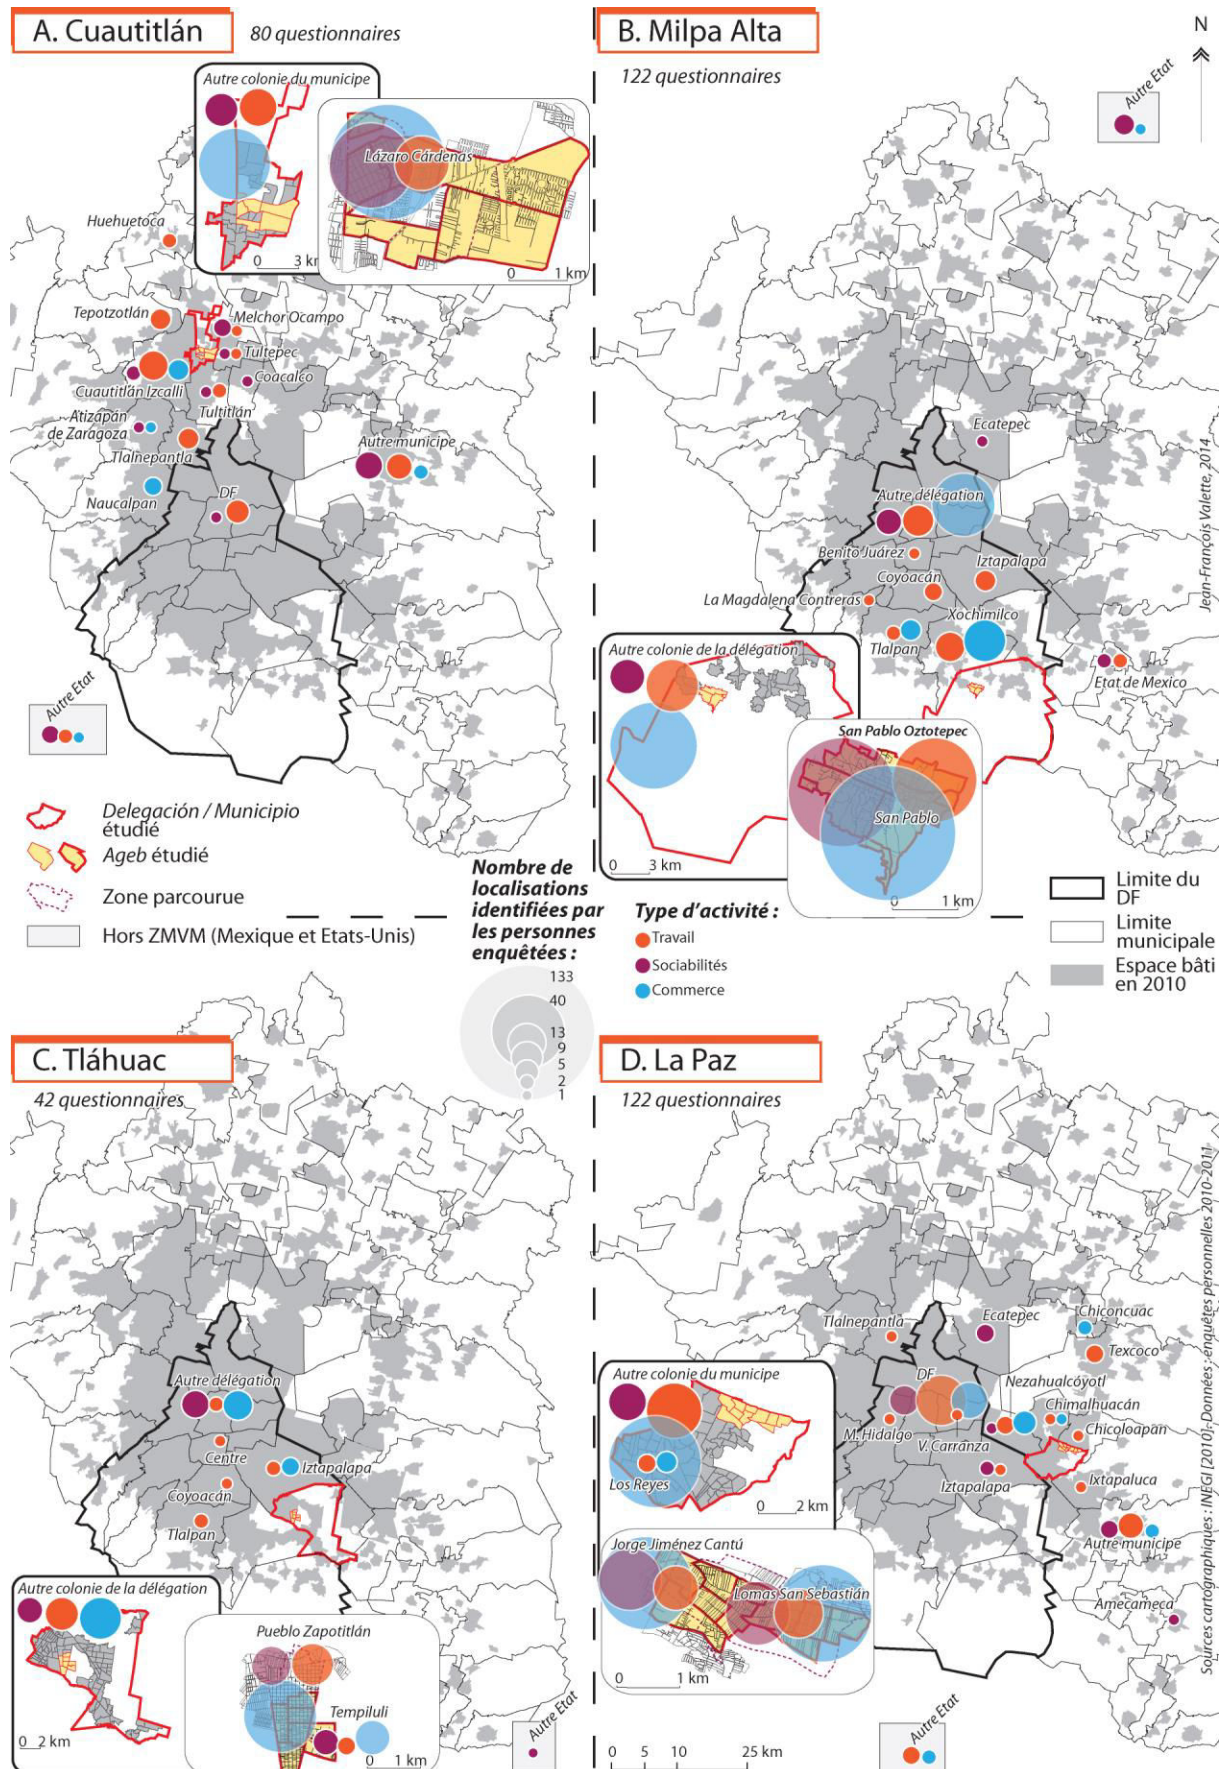 A. Cuautitlán
80 questionnaires
Autre colonie du municipe
0 3 km
Lázaro Cárdenas
0 1 km
Huehuetoca
Tepotzotlán
Melchor Ocampo
Tultepec
Coacalco
Cuautitlán Izcalli
Tultitlán
Atizapán
de Zaragoza
Tlalnepantla
Naucalpan
DF
Autre municipe
Autre Etat
B. Milpa Alta
122 questionnaires
N
Autre Etat
Ecatepec
Autre délégation
Benito Juárez
Iztapalapa
Coyoacán
La Magdalena Contreras
Xochimilco
Tlalpan
Etat de Mexico
Autre colonie de la délégation
0 3 km
San Pablo Oztotepec
San Pablo
0 1 km
Jean-François Valette, 2014
Delegación / Municipio
étudié
Ageb étudié
Zone parcourue
Hors ZMVM (Mexique et Etats-Unis)
Nombre de
localisations
identifiées par
les personnes
enquêtées :
133
40
13
9
5
2
1
Type d'activité :
Travail
Sociabilités
Commerce
Limite du
DF
Limite
municipale
Espace bâti
en 2010
C. Tláhuac
42 questionnaires
Autre délégation
Centre
Iztapalapa
Coyoacán
Tlalpan
Autre colonie de la délégation
0 2 km
Pueblo Zapotitlán
Tempiluli
0 1 km
Autre Etat
D. La Paz
122 questionnaires
Tlalnepantla
Ecatepec
Chiconcuac
Texcoco
DF
Nezahualcóyotl
Chimalhuacán
M. Hidalgo
V. Carranza
Chicoloapan
Iztapalapa
Ixtapaluca
Autre municipe
Amecameca
Autre colonie du municipe
Los Reyes
0 2 km
Jorge Jiménez Cantú
Lomas San Sebastián
0 1 km
Autre Etat
0 5 10 25 km
Sources cartographiques : INEGI [2010]. Données : enquêtes personnelles 2010-2011